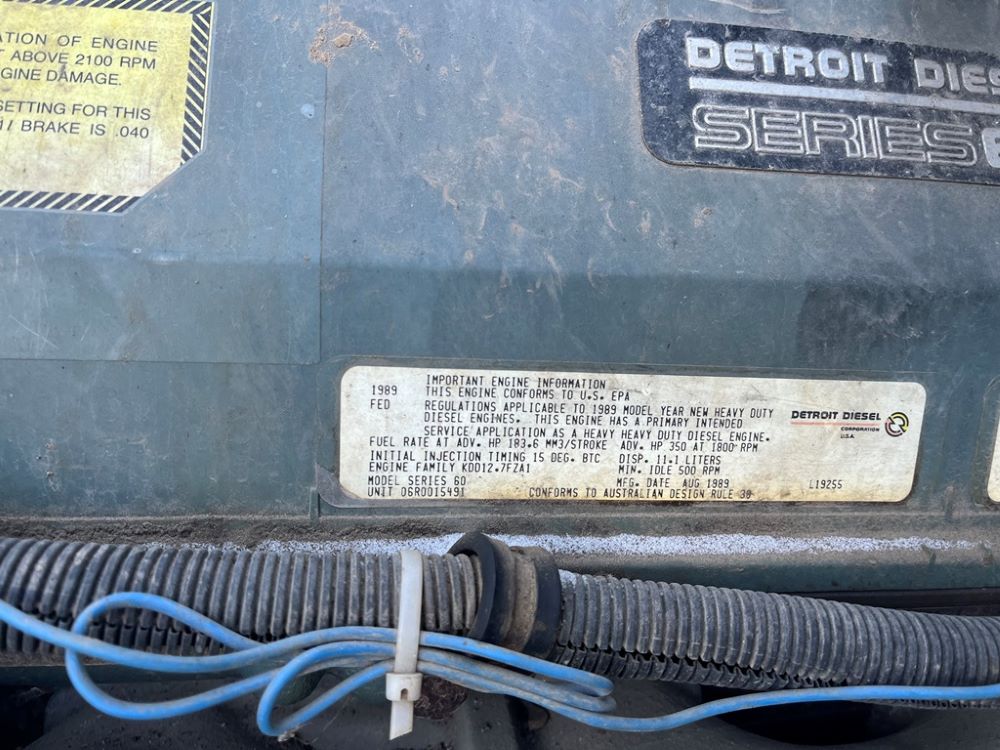 ATION OF ENGINE
T ABOVE 2100 RPM
NGINE DAMAGE.
SETTING FOR THIS
BRAKE IS .040
DETROIT DIES
SERIES 6
IMPORTANT ENGINE INFORMATION
1989 THIS ENGINE CONFORMS TO U.S. EPA
FED REGULATIONS APPLICABLE TO 1989 MODEL YEAR NEW HEAVY DUTY
DIESEL ENGINES. THIS ENGINE HAS A PRIMARY INTENDED
SERVICE APPLICATION AS A HEAVY HEAVY DUTY DIESEL ENGINE.
FUEL RATE AT ADV. HP 183.6 MM3/STROKE ADV. HP 350 AT 1800 RPM
INITIAL INJECTION TIMING 15 DEG. BTC DISP. 11.1 LITERS
ENGINE FAMILY KDD12.7FZA1 MIN. IDLE 500 RPM
MODEL SERIES 60 MFG. DATE AUG 1989 L19255
UNIT 06R0015491 CONFORMS TO AUSTRALIAN DESIGN RULE 30
DETROIT DIESEL
CORPORATION
U.S.A.